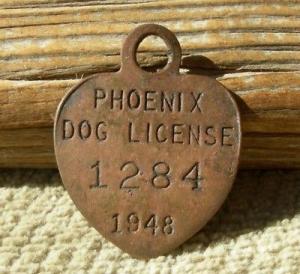 PHOENIX
DOG LICENSE
1284
1948